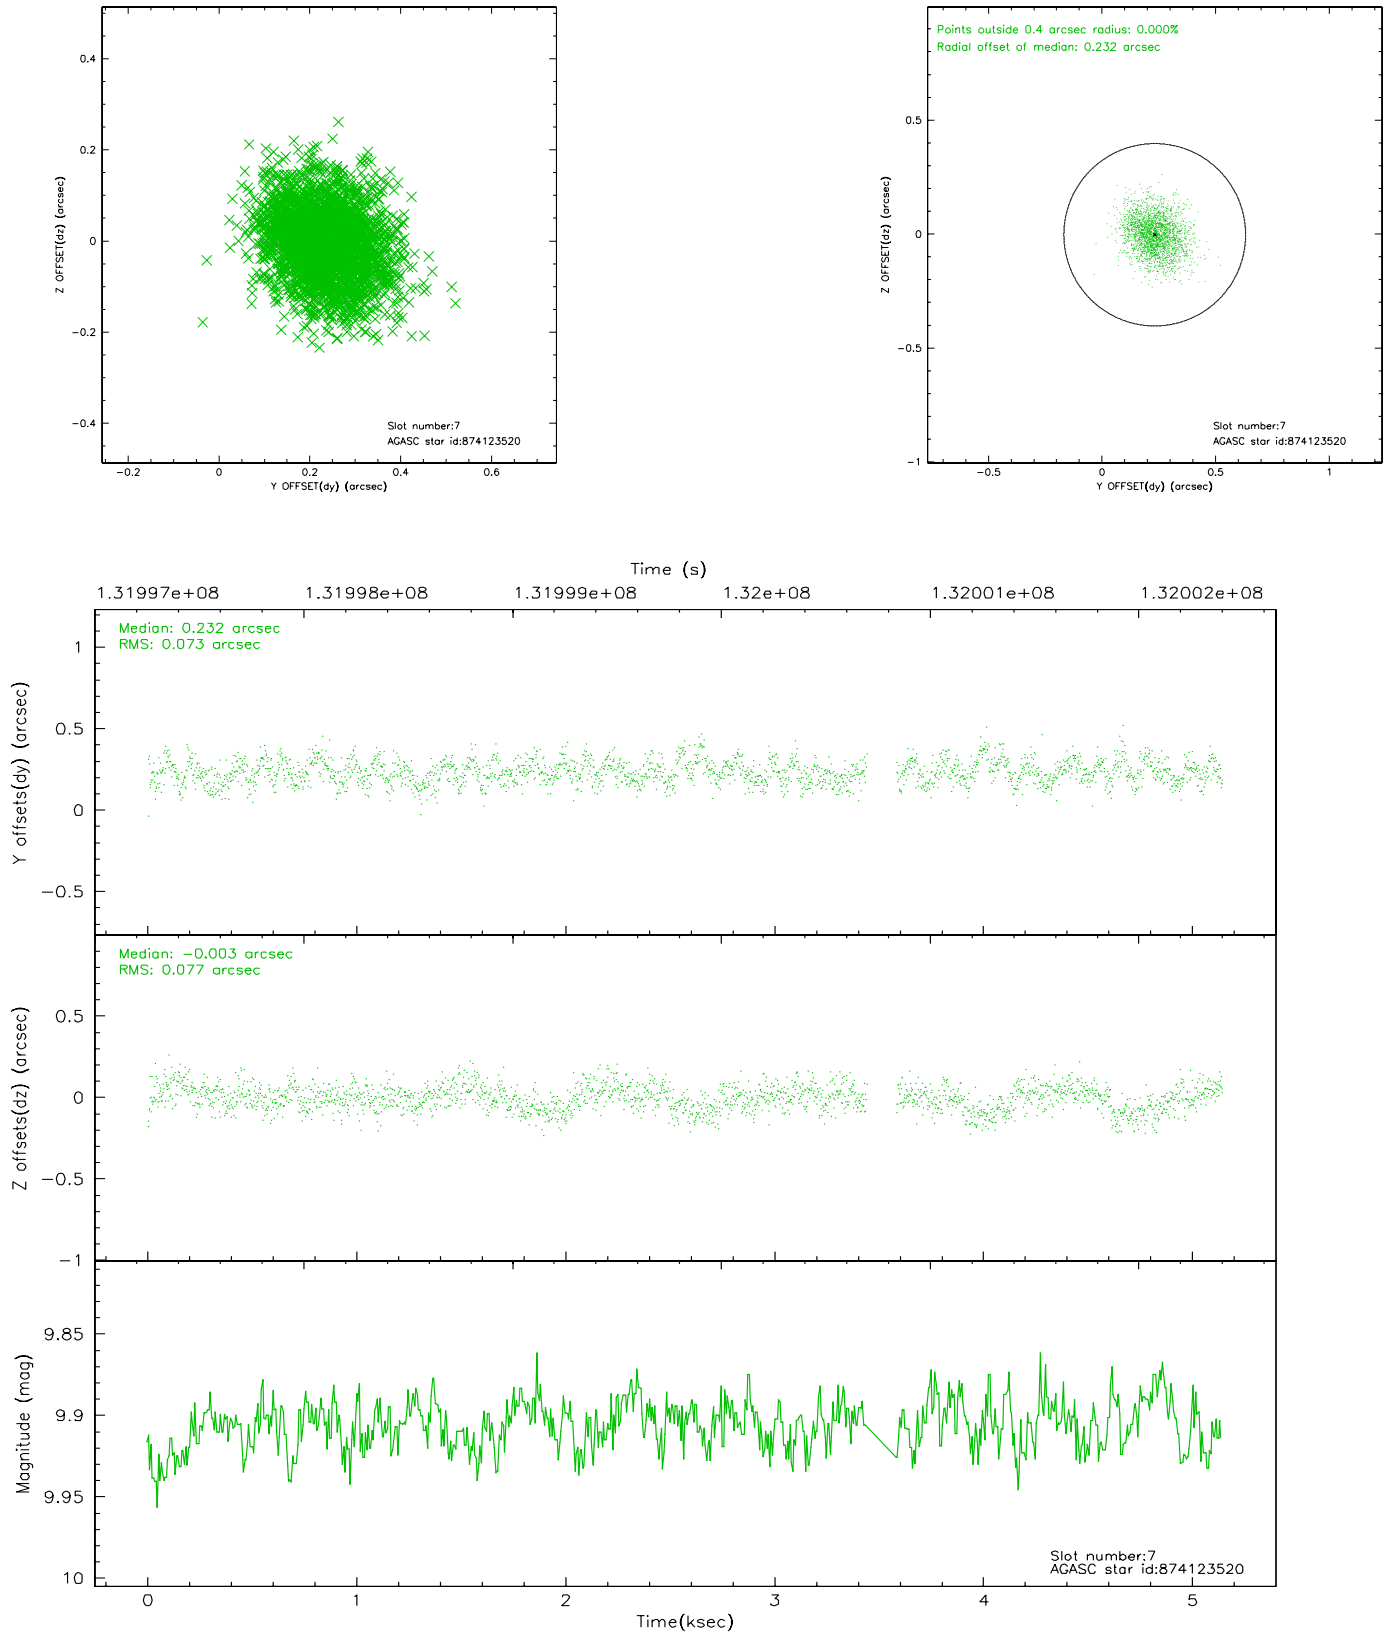 0.4
0.2
0
-0.2
-0.4
Z OFFSET(dz) (arcsec)
Slot number:7
AGASC star id:874123520
-0.2 0 0.2 0.4 0.6
Y OFFSET(dy) (arcsec)
Points outside 0.4 arcsec radius: 0.000%
Radial offset of median: 0.232 arcsec
0.5
0
-0.5
-1
Z OFFSET(dz) (arcsec)
Slot number:7
AGASC star id:874123520
-0.5 0 0.5 1
Y OFFSET(dy) (arcsec)
Time (s)
1.31997e+08 1.31998e+08 1.31999e+08 1.32e+08 1.32001e+08 1.32002e+08
Median: 0.232 arcsec
RMS: 0.073 arcsec
1
0.5
0
-0.5
Y offsets(dy) (arcsec)
Median: -0.003 arcsec
RMS: 0.077 arcsec
0.5
0
-0.5
-1
Z offsets(dz) (arcsec)
9.85
9.9
9.95
10
Magnitude (mag)
Slot number:7
AGASC star id:874123520
0 1 2 3 4 5
Time(ksec)